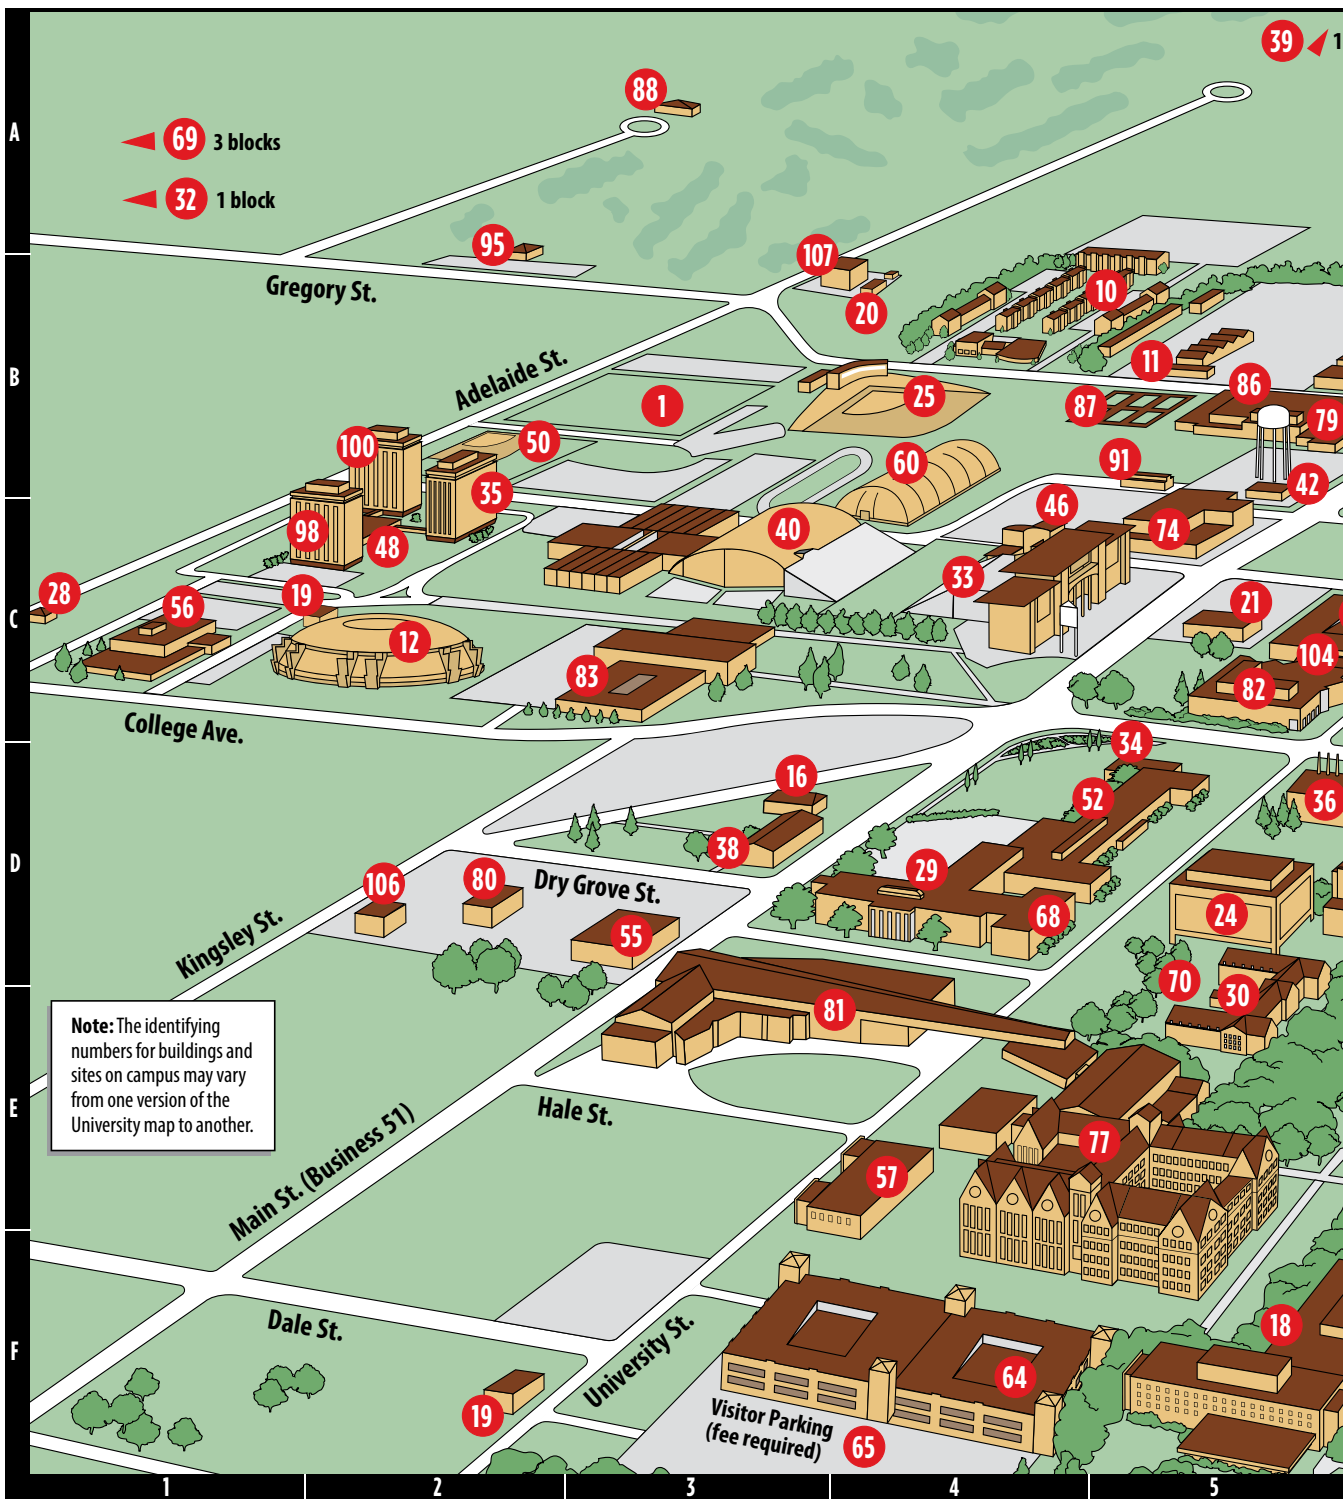 39
1
88
A
69
3 blocks
32
1 block
95
107
Gregory St.
10
20
B
Adelaide St.
11
86
1
25
87
79
100
50
60
91
35
42
46
98
48
40
74
33
28
19
56
C
12
21
83
104
82
College Ave.
34
16
52
36
38
D
29
106
80
Dry Grove St.
24
68
55
Kingsley St.
70
30
81
Note: The identifying
numbers for buildings and
sites on campus may vary
from one version of the
University map to another.
E
Hale St.
77
Main St. (Business 51)
57
Dale St.
University St.
18
F
64
19
Visitor Parking
(fee required)
65
1
2
3
4
5